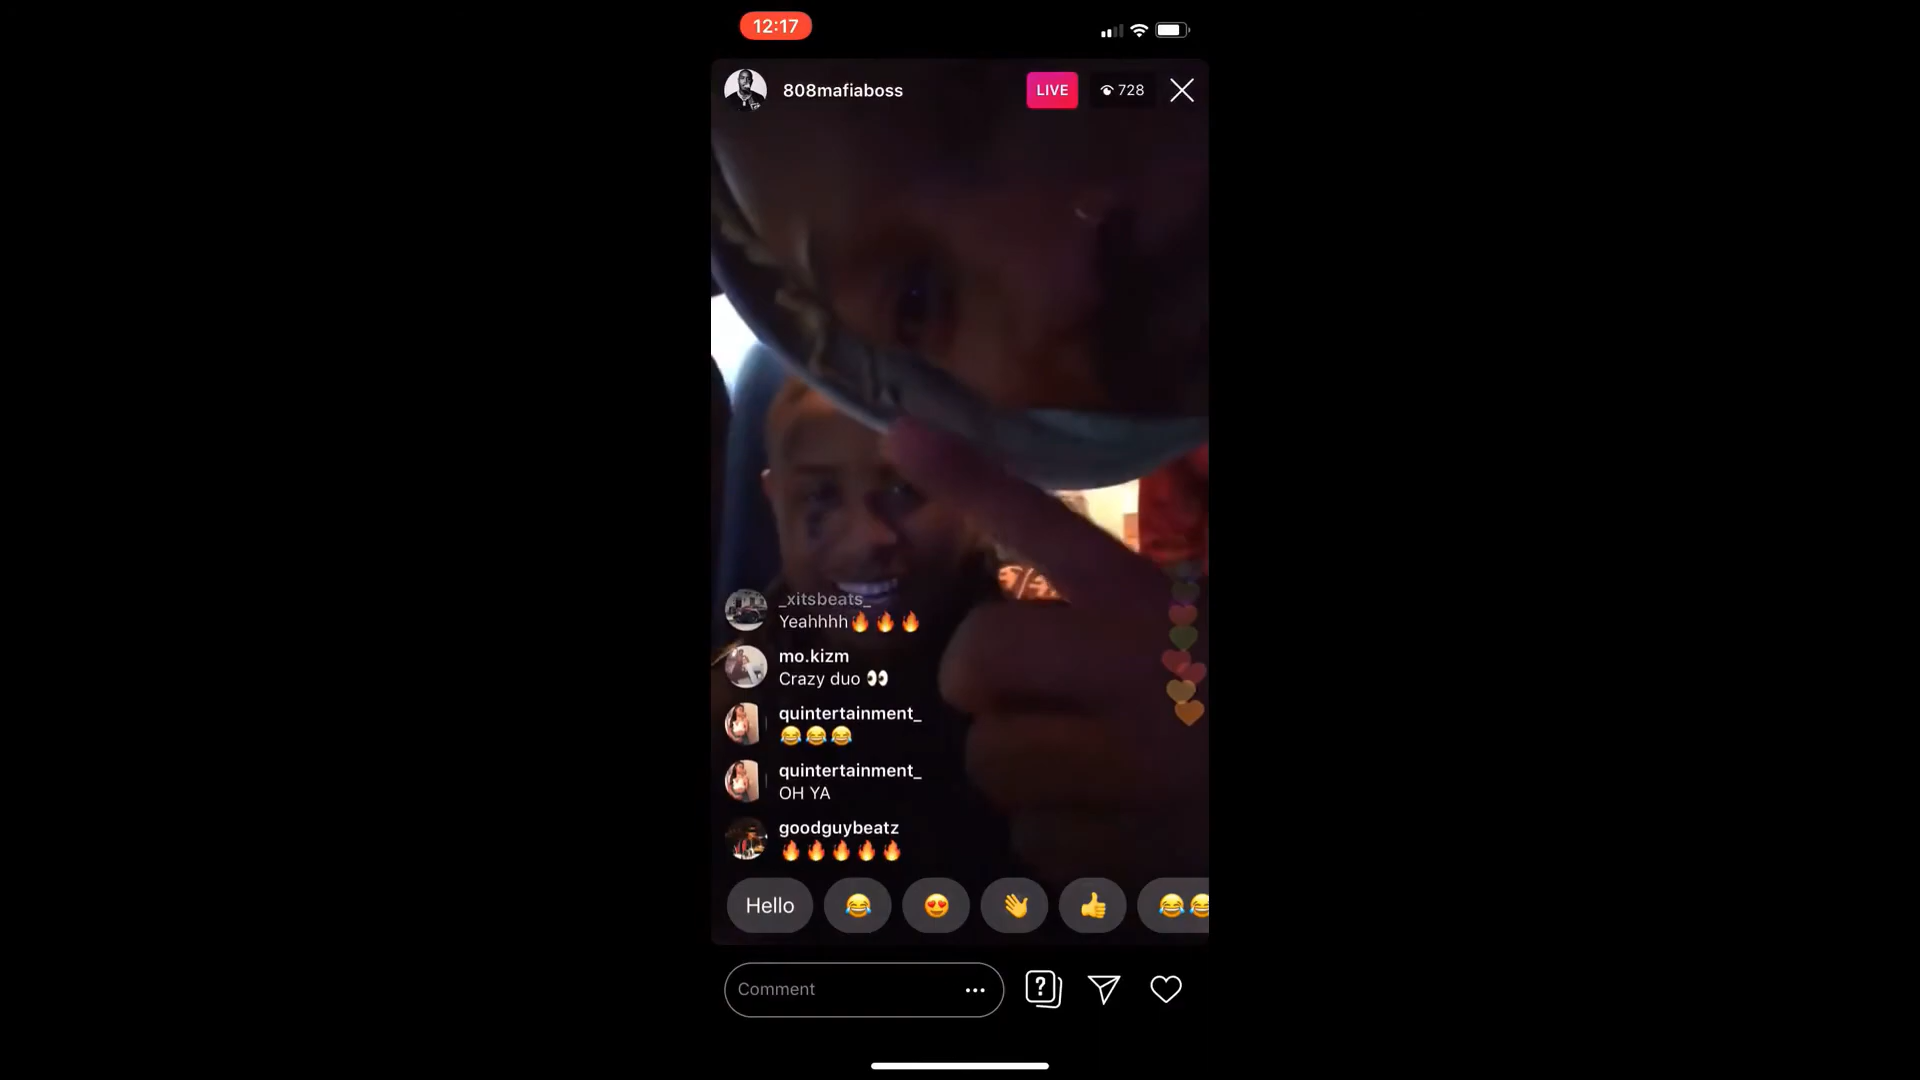 12:17
808mafiaboss
LIVE
728
_xitsbeats_
Yeahhhh🔥🔥🔥
mo.kizm
Crazy duo 👀
quintertainment_
😂😂😂
quintertainment_
OH YA
goodguybeatz
🔥🔥🔥🔥🔥
Hello
Comment